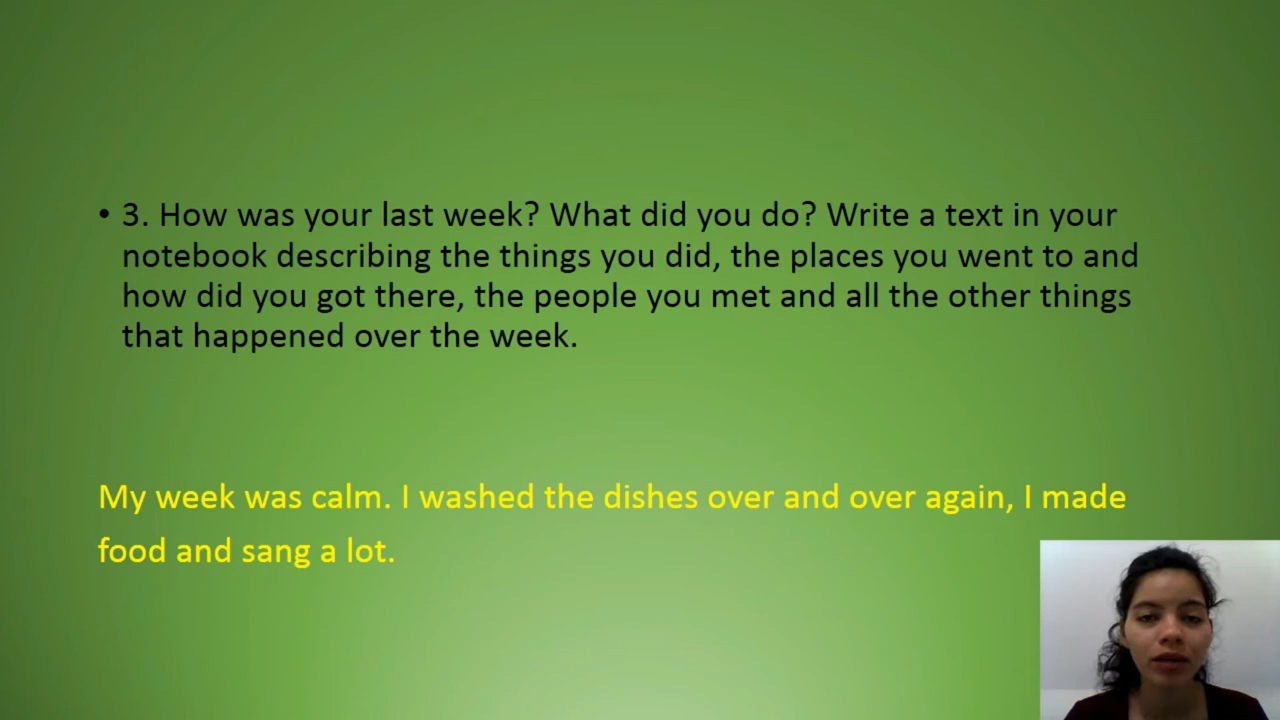 • 3. How was your last week? What did you do? Write a text in your
notebook describing the things you did, the places you went to and
how did you got there, the people you met and all the other things
that happened over the week.
My week was calm. I washed the dishes over and over again, I made
food and sang a lot.